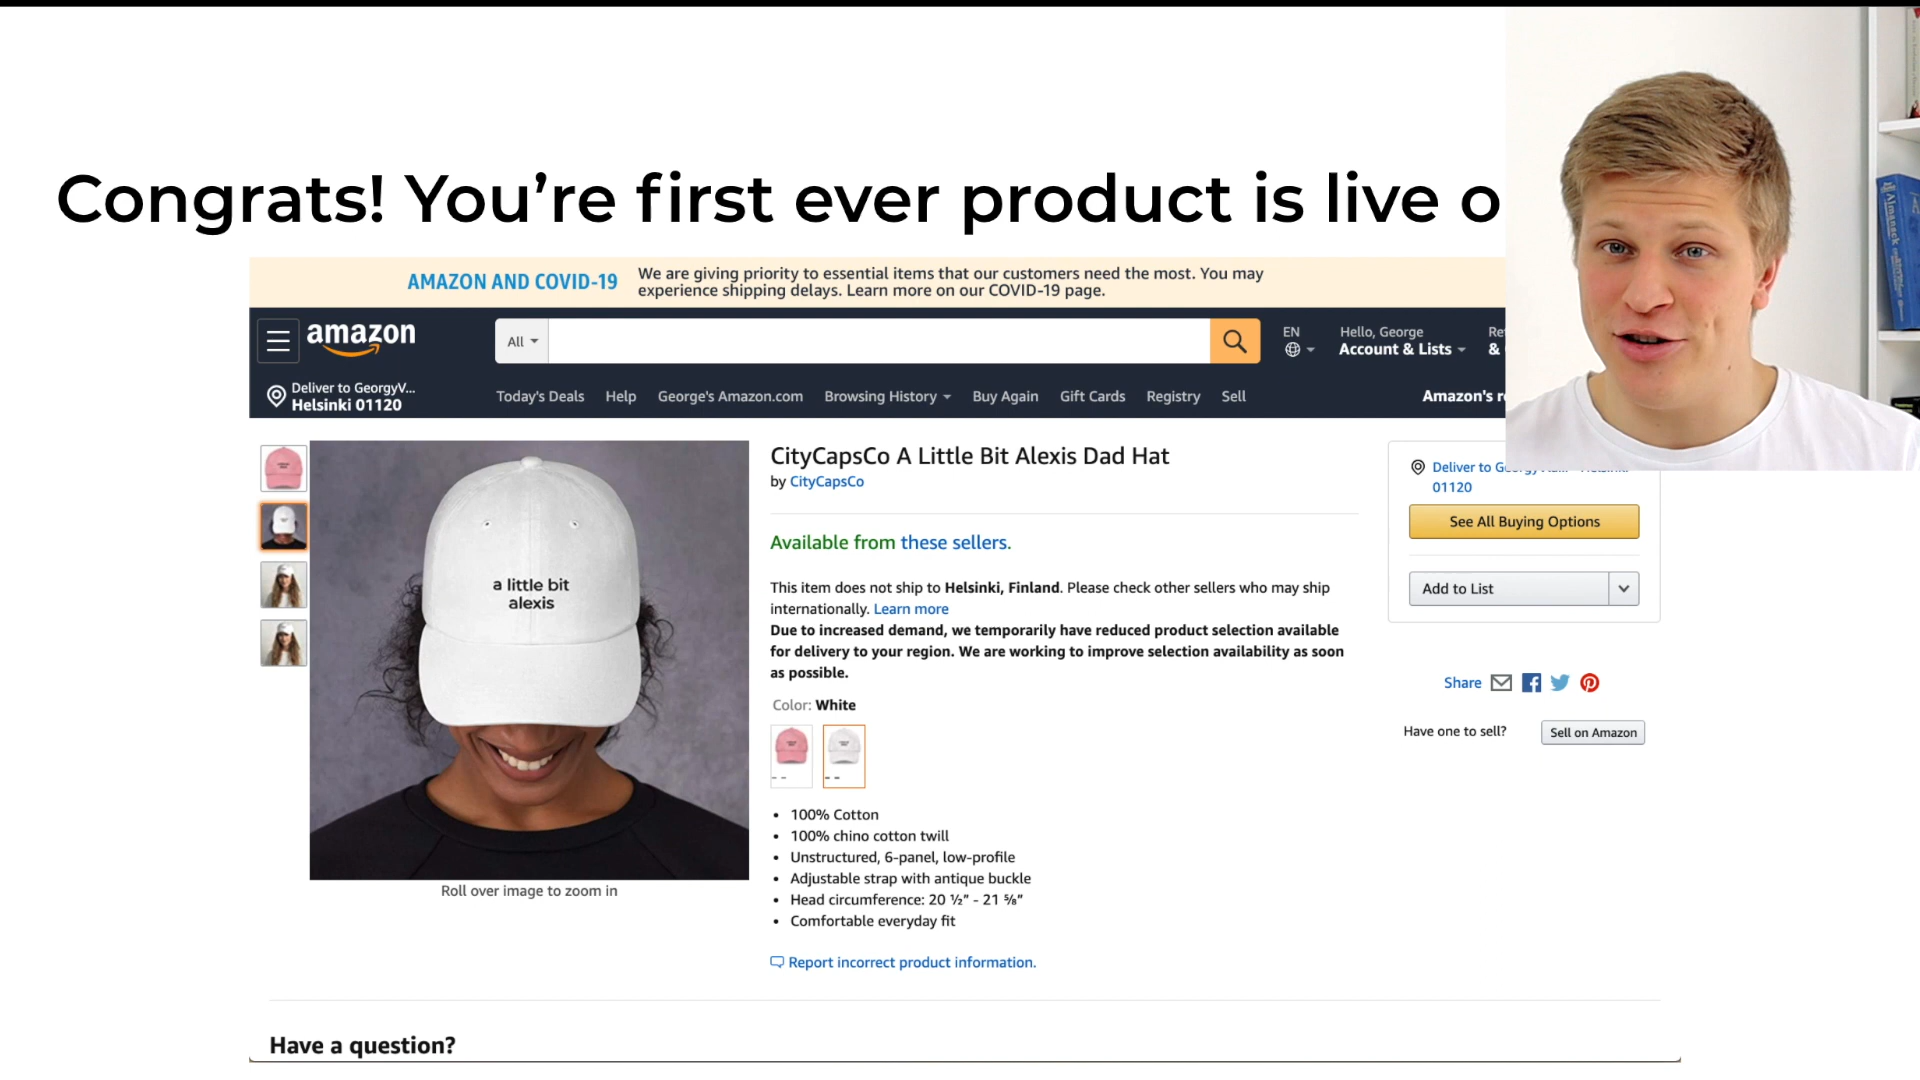 Congrats! You’re first ever product is live o
AMAZON AND COVID-19
We are giving priority to essential items that our customers need the most. You may
experience shipping delays. Learn more on our COVID-19 page.
amazon
All
EN
Hello, George
Account & Lists
Re
&
Deliver to GeorgyV...
Helsinki 01120
Today's Deals
Help
George's Amazon.com
Browsing History
Buy Again
Gift Cards
Registry
Sell
Amazon's r
Almanack
a little bit
alexis
Roll over image to zoom in
CityCapsCo A Little Bit Alexis Dad Hat
by CityCapsCo
Available from these sellers.
This item does not ship to Helsinki, Finland. Please check other sellers who may ship
internationally. Learn more
Due to increased demand, we temporarily have reduced product selection available
for delivery to your region. We are working to improve selection availability as soon
as possible.
Color: White
- -
- -
• 100% Cotton
• 100% chino cotton twill
• Unstructured, 6-panel, low-profile
• Adjustable strap with antique buckle
• Head circumference: 20 ½” - 21 ⅝”
• Comfortable everyday fit
Report incorrect product information.
Deliver to
01120
See All Buying Options
Add to List
Share
Have one to sell?
Sell on Amazon
Have a question?